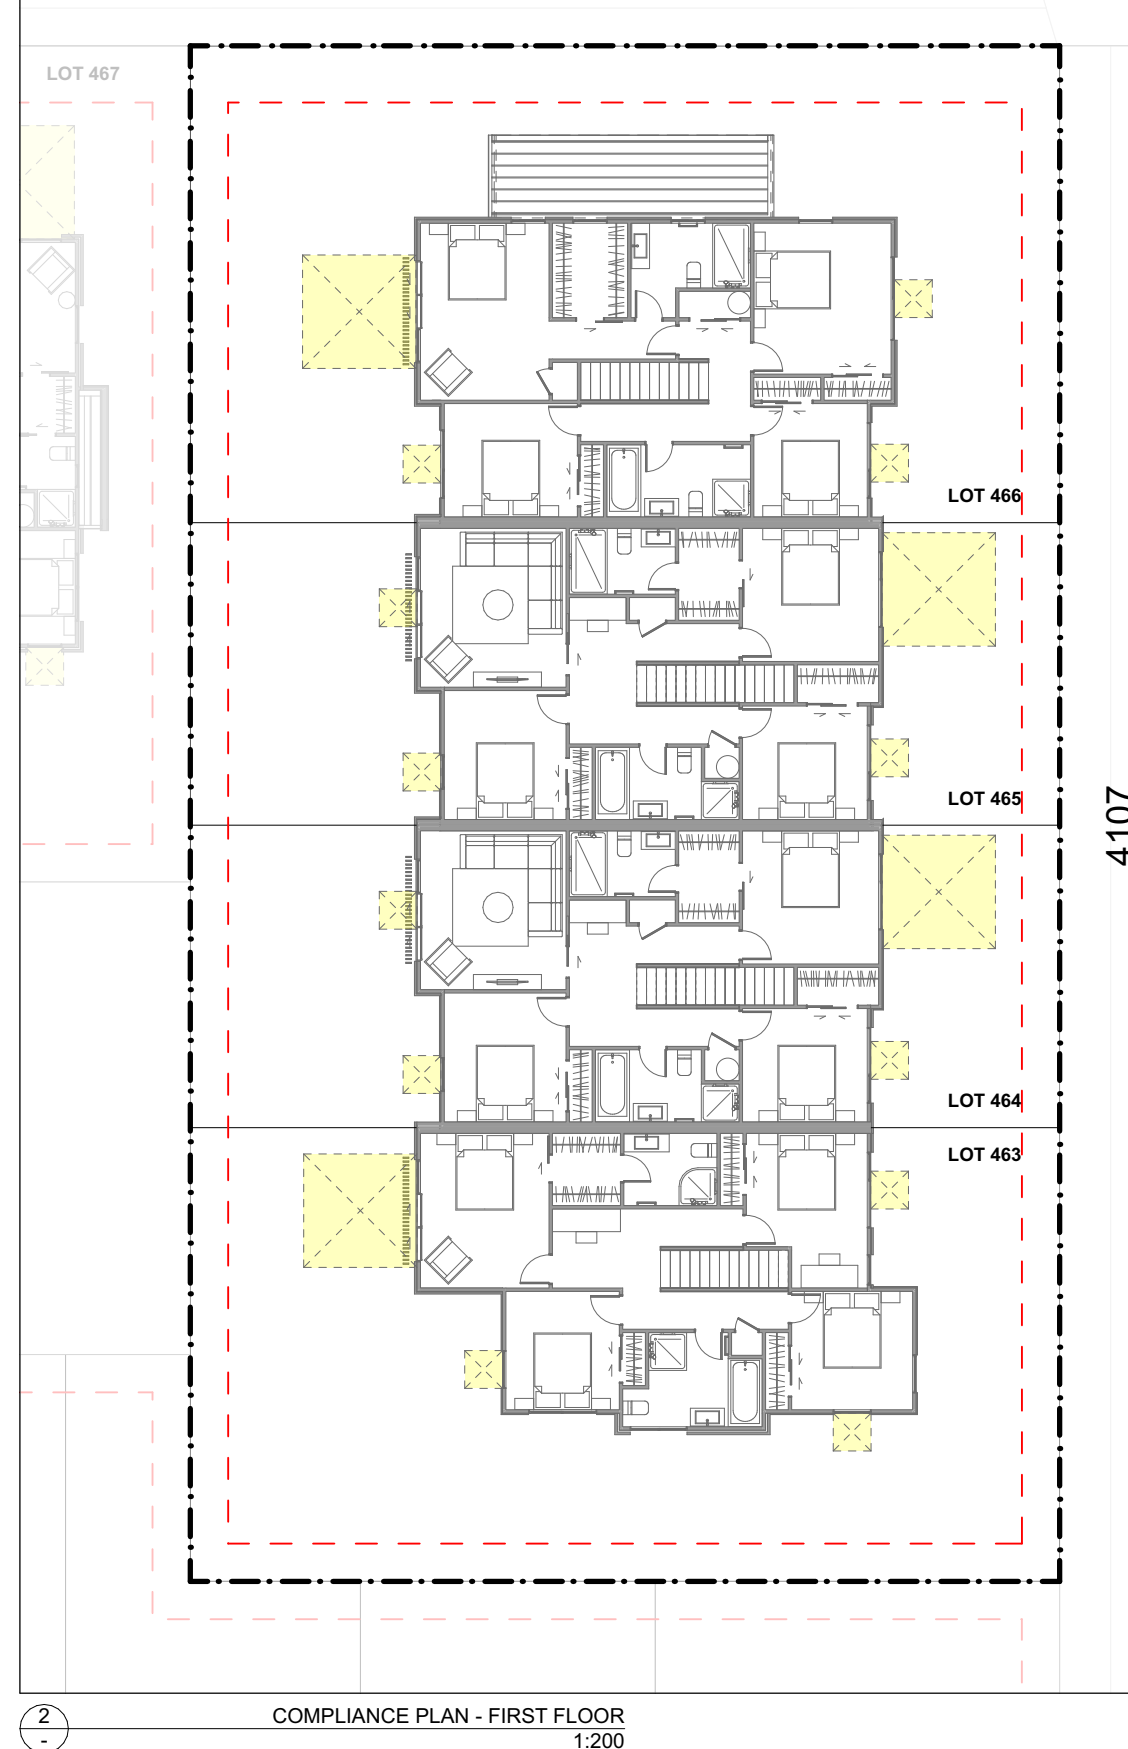 LOT 467
LOT 466
LOT 465
4107
LOT 464
LOT 463
2
-
COMPLIANCE PLAN - FIRST FLOOR
1:200